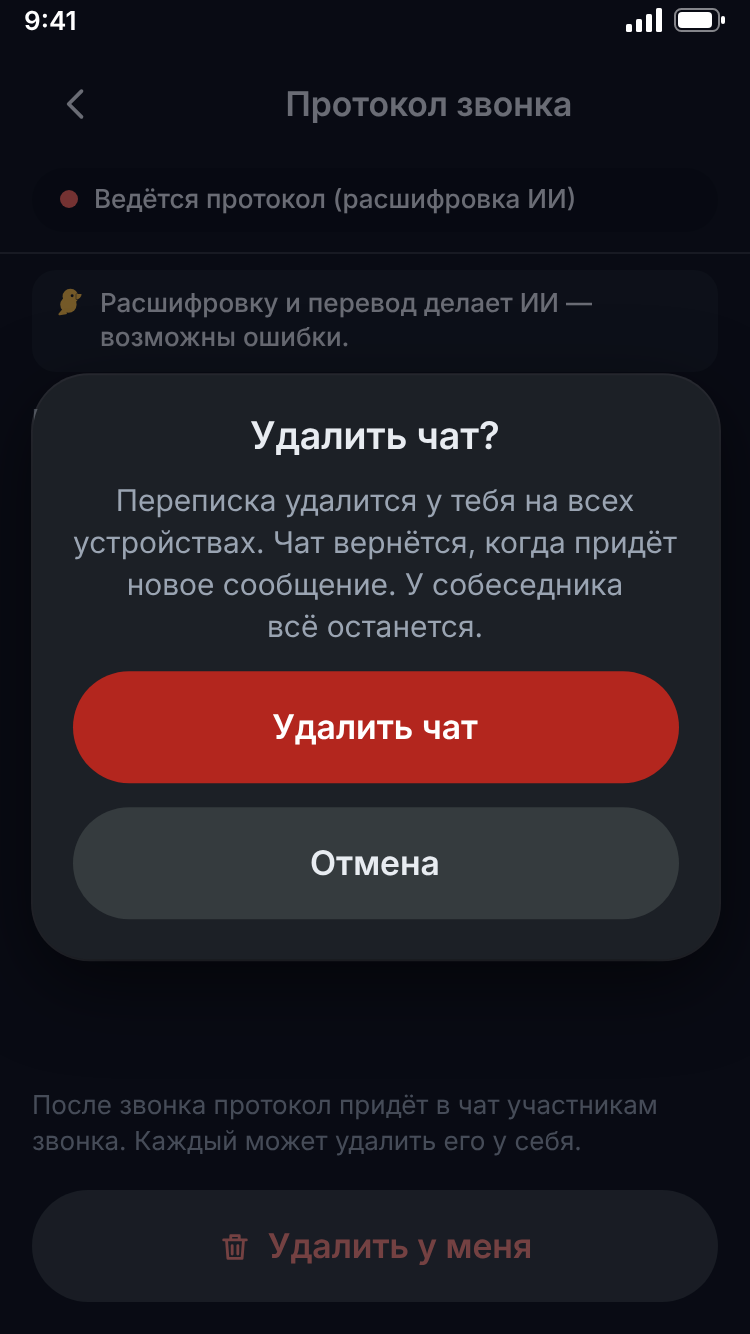 9:41
Протокол звонка
Ведётся протокол (расшифровка ИИ)
Расшифровку и перевод делает ИИ —
возможны ошибки.
Удалить чат?
Переписка удалится у тебя на всех
устройствах. Чат вернётся, когда придёт
новое сообщение. У собеседника
всё останется.
Удалить чат
Отмена
После звонка протокол придёт в чат участникам
звонка. Каждый может удалить его у себя.
Удалить у меня